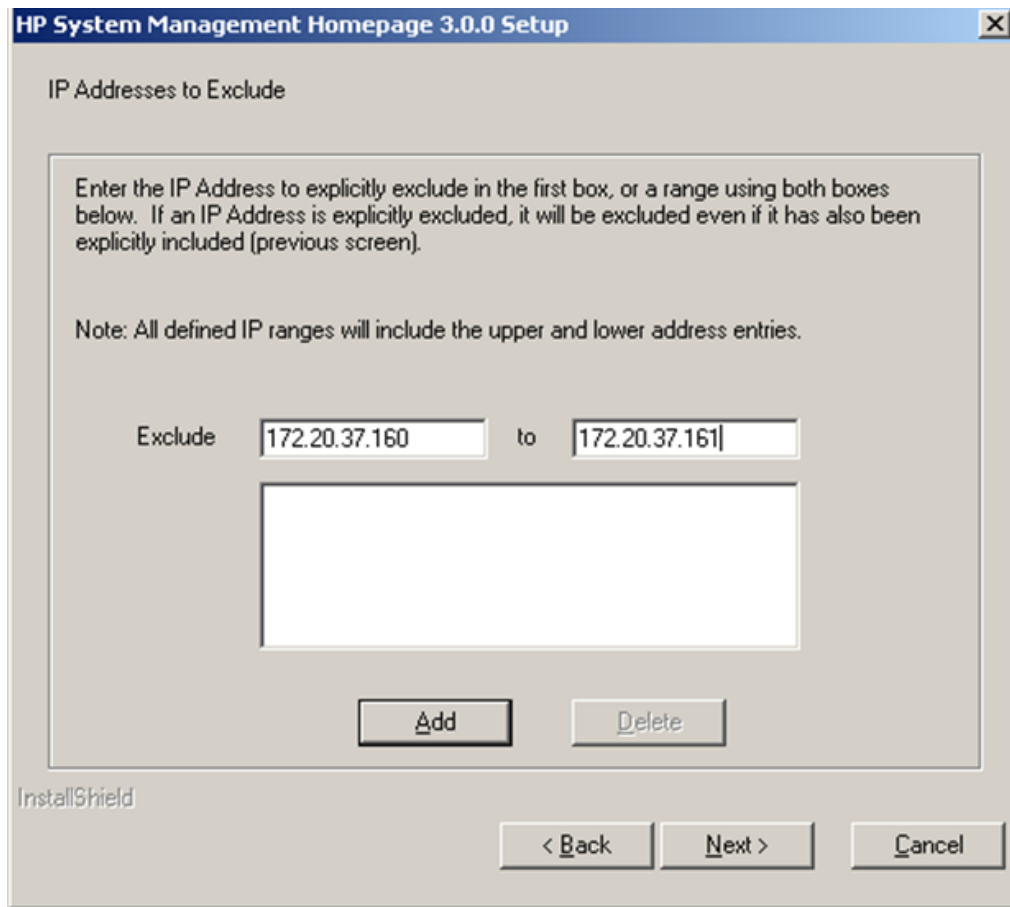 HP System Management Homepage 3.0.0 Setup
IP Addresses to Exclude
Enter the IP Address to explicitly exclude in the first box, or a range using both boxes
below. If an IP Address is explicitly excluded, it will be excluded even if it has also been
explicitly included (previous screen).
Note: All defined IP ranges will include the upper and lower address entries.
Exclude 172.20.37.160 to 172.20.37.161
Add Delete
InstallShield
< Back Next > Cancel